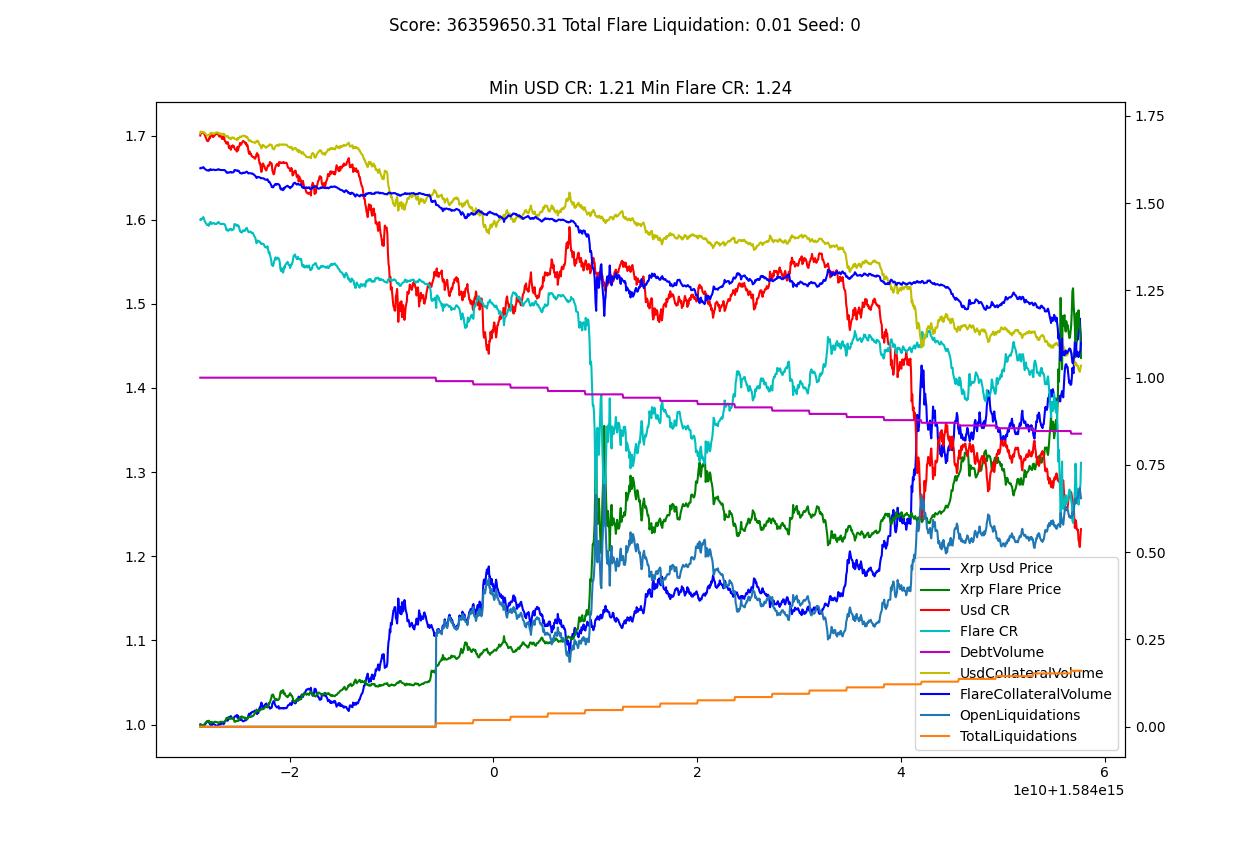 Score: 36359650.31 Total Flare Liquidation: 0.01 Seed: 0
Min USD CR: 1.21 Min Flare CR: 1.24
1.7
1.6
1.5
1.4
1.3
1.2
1.1
1.0
1.75
1.50
1.25
1.00
0.75
0.50
0.25
0.00
Xrp Usd Price
Xrp Flare Price
Usd CR
Flare CR
DebtVolume
UsdCollateralVolume
FlareCollateralVolume
OpenLiquidations
TotalLiquidations
−2 0 2 4 6
1e10+1.584e15